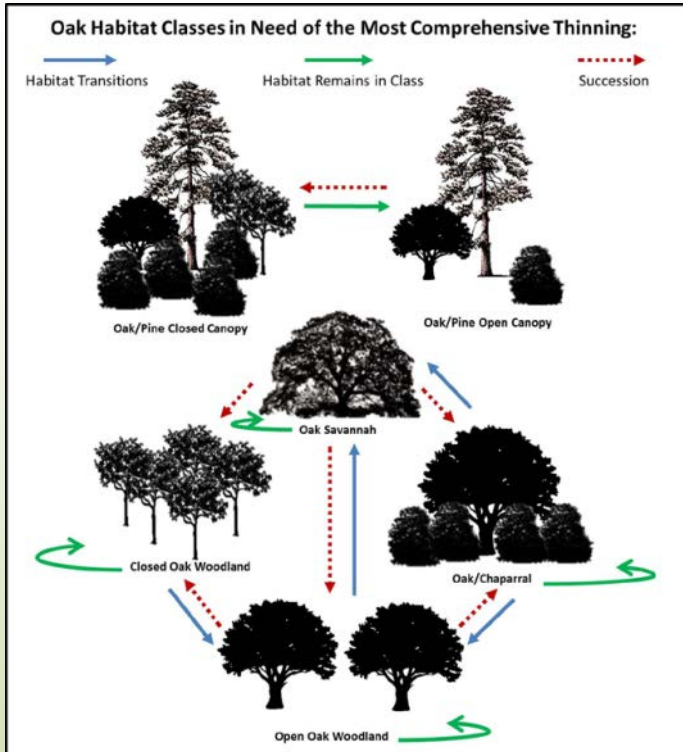 Oak Habitat Classes in Need of the Most Comprehensive Thinning:
Habitat Transitions
Habitat Remains in Class
Succession
Oak/Pine Closed Canopy
Oak/Pine Open Canopy
Oak Savannah
Closed Oak Woodland
Oak/Chaparral
Open Oak Woodland